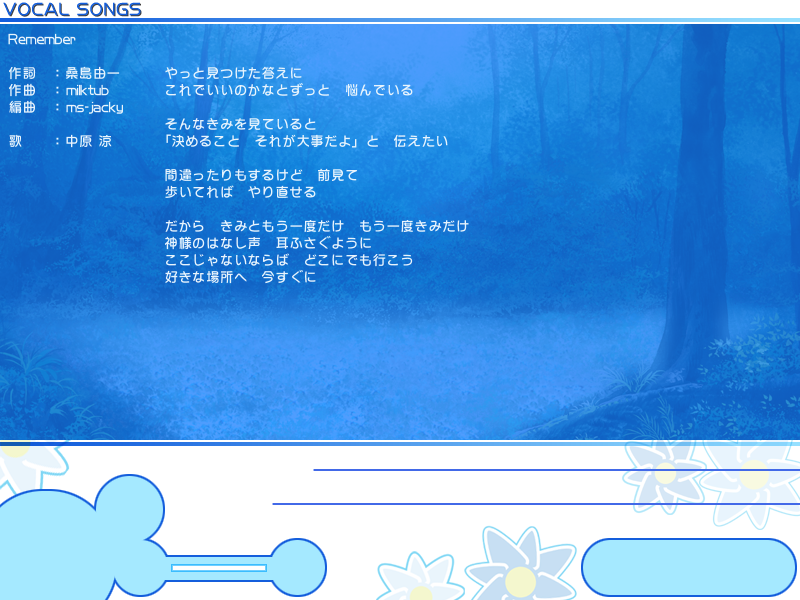 VOCAL SONGS
Remember
作詞 ：桑島由一
作曲 ：milktub
編曲 ：ms-jacky
歌 ：中原 涼
やっと見つけた答えに
これでいいのかなとずっと　悩んでいる
そんなきみを見ていると
「決めること　それが大事だよ」と　伝えたい
間違ったりもするけど　前見て
歩いてれば　やり直せる
だから　きみともう一度だけ　もう一度きみだけ
神様のはなし声　耳ふさぐように
ここじゃないならば　どこにでも行こう
好きな場所へ　今すぐに